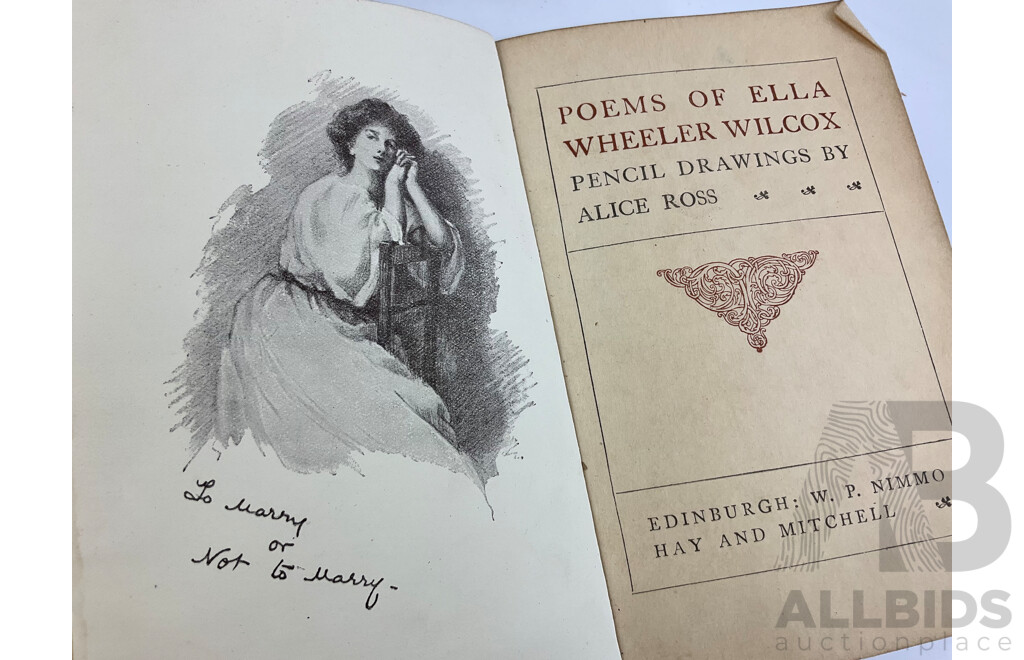 To Marry
or
Not to Marry-
POEMS OF ELLA
WHEELER WILCOX
PENCIL DRAWINGS BY
ALICE ROSS
EDINBURGH: W. P. NIMMO
HAY AND MITCHELL
AB
ALLBIDS
auctionplace